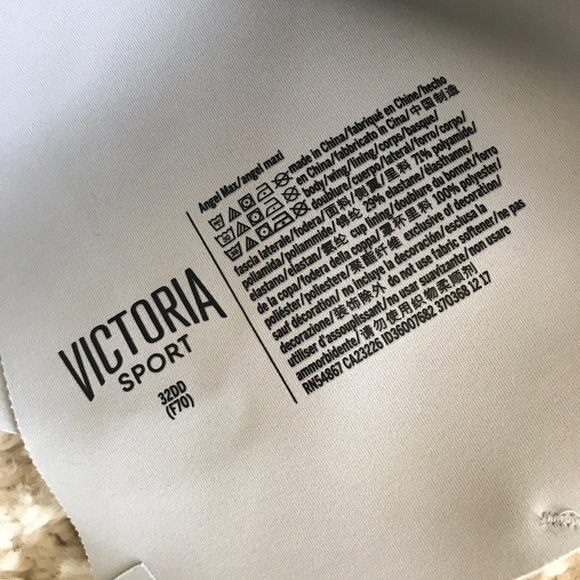 VICTORIA
SPORT
32DD
(F70)
Angel Max/angel maxi
made in China/fabriqué en Chine/hecho
en China/fabbricato in Cina/中国制造
body/wing/lining/corps/basque/
doublure/cuerpo/lateral/forro/corpo/
fascia laterale/fodera/面料/侧翼/里料 71% polyamide/
poliamida/poliammide/锦纶 29% elastane/élasthanne/
elastano/elastan/氨纶 cup lining/doublure du bonnet/forro
de la copa/fodera della coppa/罩杯里料 100% polyester/
poliéster/poliestere/聚酯纤维 exclusive of decoration/
sauf décoration/ no incluye la decoración/esclusa la
decorazione/装饰除外 do not use fabric softener/ne pas
utiliser d'assouplissant/no usar suavizante/non usare
ammorbidente/请勿使用织物柔顺剂
RN54867 CA23226 ID36007682 370368 12 17